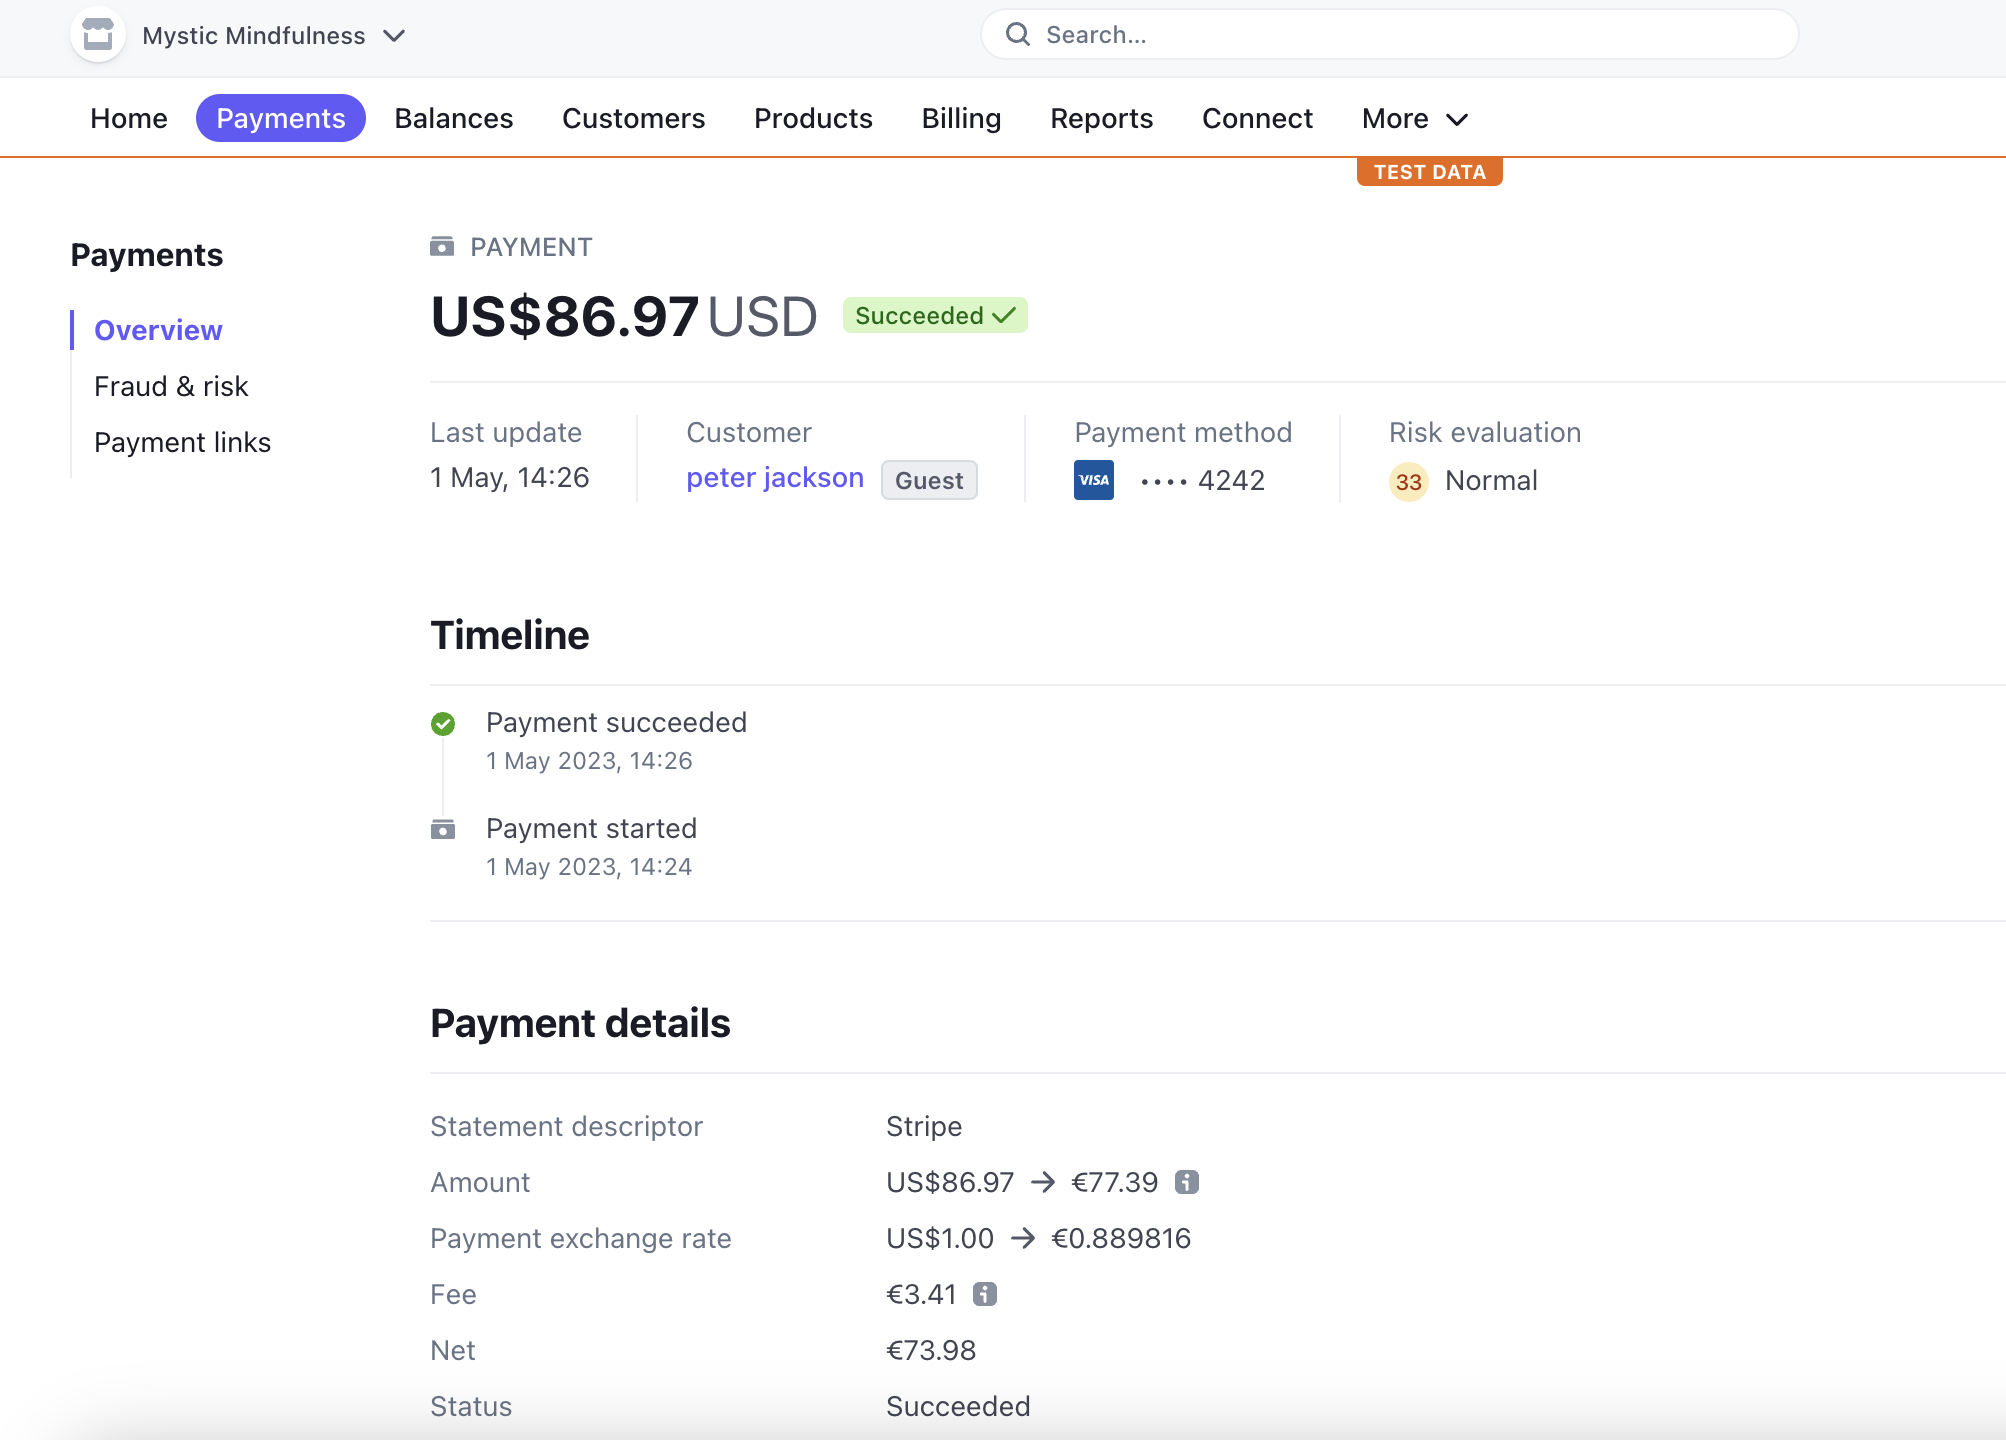 Mystic Mindfulness
Search...
Home Payments Balances Customers Products Billing Reports Connect More
TEST DATA
Payments
Overview
Fraud & risk
Payment links
PAYMENT
US$86.97 USD Succeeded
Last update Customer Payment method Risk evaluation
1 May, 14:26 peter jackson Guest VISA •••• 4242 33 Normal
Timeline
Payment succeeded
1 May 2023, 14:26
Payment started
1 May 2023, 14:24
Payment details
Statement descriptor Stripe
Amount US$86.97 → €77.39
Payment exchange rate US$1.00 → €0.889816
Fee €3.41
Net €73.98
Status Succeeded